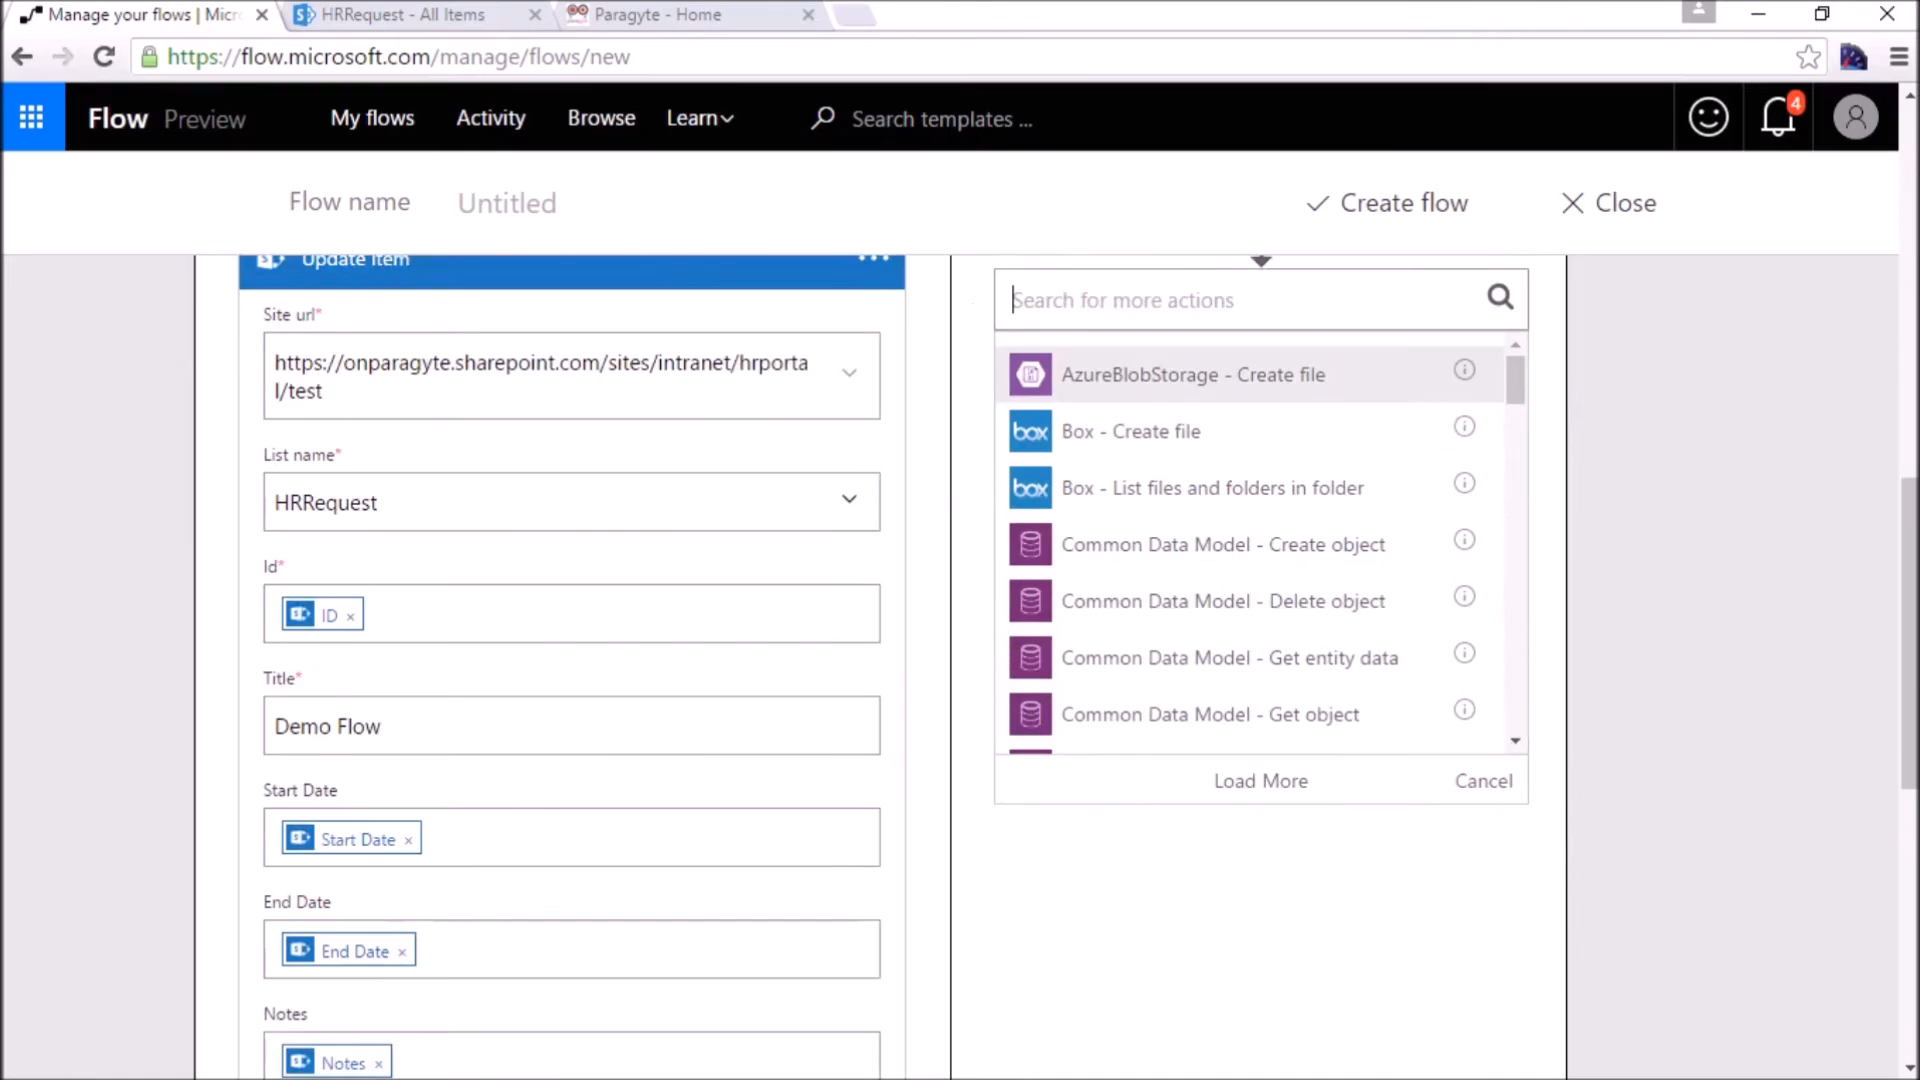 Manage your flows | Micr
HRRequest - All Items
Paragyte - Home
https://flow.microsoft.com/manage/flows/new
Flow Preview
My flows
Activity
Browse
Learn
Search templates ...
4
Flow name
Untitled
Create flow
Close
Update item
Site url*
https://onparagyte.sharepoint.com/sites/intranet/hrporta
l/test
List name*
HRRequest
Id*
ID ×
Title*
Demo Flow
Start Date
Start Date ×
End Date
End Date ×
Notes
Notes ×
Search for more actions
AzureBlobStorage - Create file
box Box - Create file
box Box - List files and folders in folder
Common Data Model - Create object
Common Data Model - Delete object
Common Data Model - Get entity data
Common Data Model - Get object
Load More
Cancel